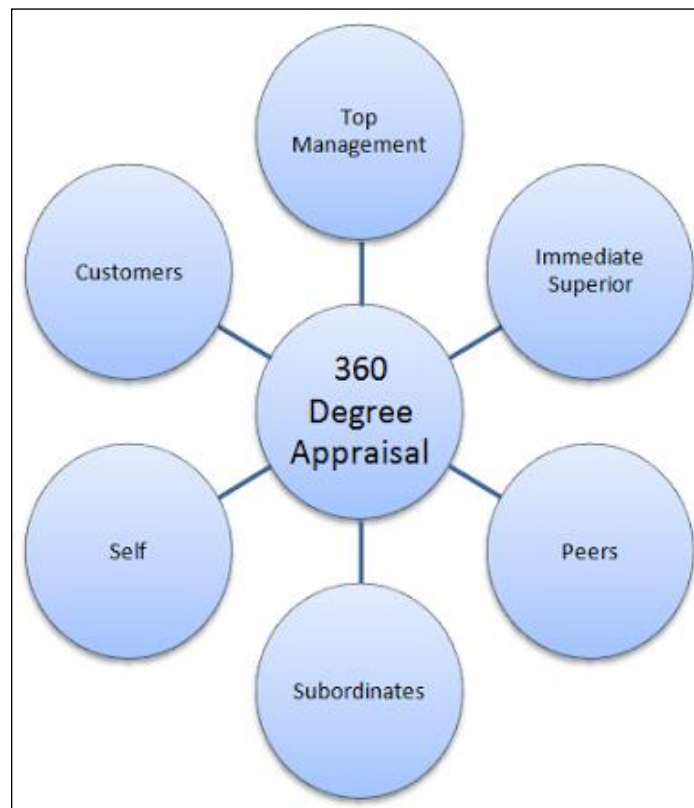 Top
Management
Customers
Immediate
Superior
360
Degree
Appraisal
Self
Peers
Subordinates